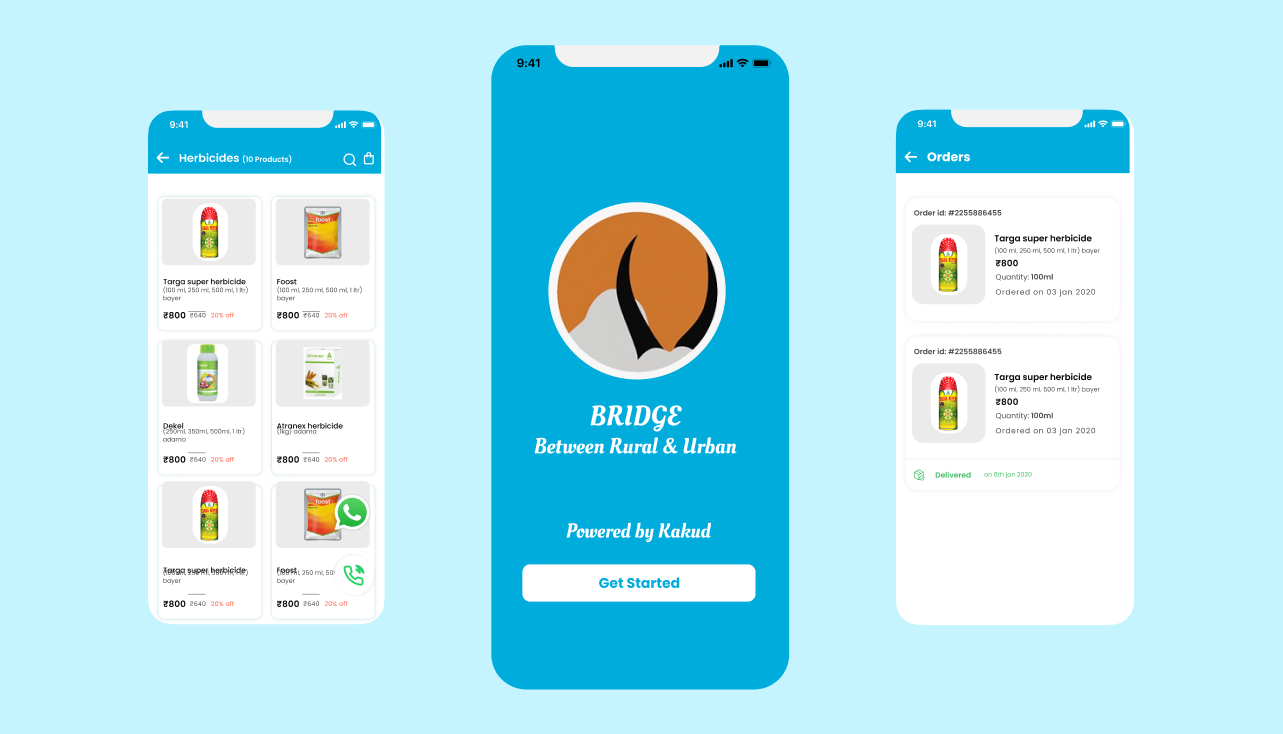 9:41
Herbicides (10 Products)
foost
Targa super herbicide
(100 ml, 250 ml, 500 ml, 1 ltr)
bayer
₹800 ₹640 20% off
Foost
(100 ml, 250 ml, 500 ml, 1 ltr)
bayer
₹800 ₹640 20% off
Atranex
Dekel
(250ml, 350ml, 500ml, 1 ltr)
adama
₹800 ₹640 20% off
Atranex herbicide
(1kg) adama
₹800 ₹640 20% off
foost
Targa super herbicide
bayer
₹800 ₹640 20% off
Foost
bayer
₹800 ₹640 20% off
9:41
BRIDGE
Between Rural & Urban
Powered by Kakud
Get Started
9:41
Orders
Order id: #2255886455
Targa super herbicide
(100 ml, 250 ml, 500 ml, 1 ltr) bayer
₹800
Quantity: 100ml
Ordered on 03 jan 2020
Order id: #2255886455
Targa super herbicide
(100 ml, 250 ml, 500 ml, 1 ltr) bayer
₹800
Quantity: 100ml
Ordered on 03 jan 2020
Delivered on 6th jan 2020